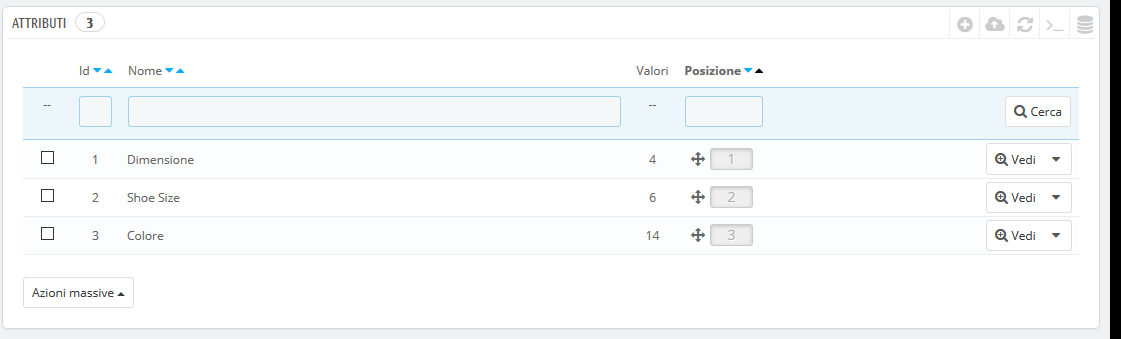 ATTRIBUTI 3
Id Nome Valori Posizione
-- -- Cerca
1 Dimensione 4 1 Vedi
2 Shoe Size 6 2 Vedi
3 Colore 14 3 Vedi
Azioni massive